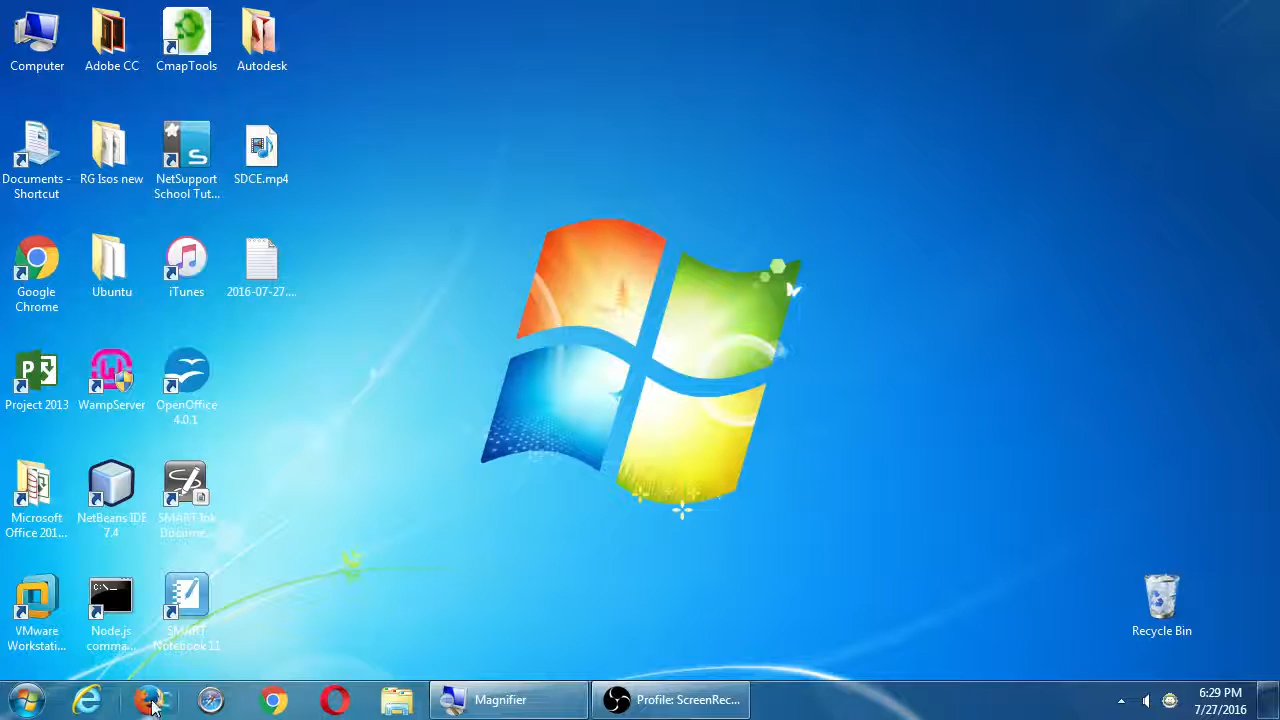 Computer
Adobe CC
CmapTools
Autodesk
Documents -
Shortcut
RG Isos new
NetSupport
School Tut...
SDCE.mp4
Google
Chrome
Ubuntu
iTunes
2016-07-27....
Project 2013
WampServer
OpenOffice
4.0.1
Microsoft
Office 201...
NetBeans IDE
7.4
SMART Ink
Docume...
VMware
Workstati...
Node.js
comma...
SMART
Notebook 11
Recycle Bin
Magnifier
Profile: ScreenRec...
6:29 PM
7/27/2016